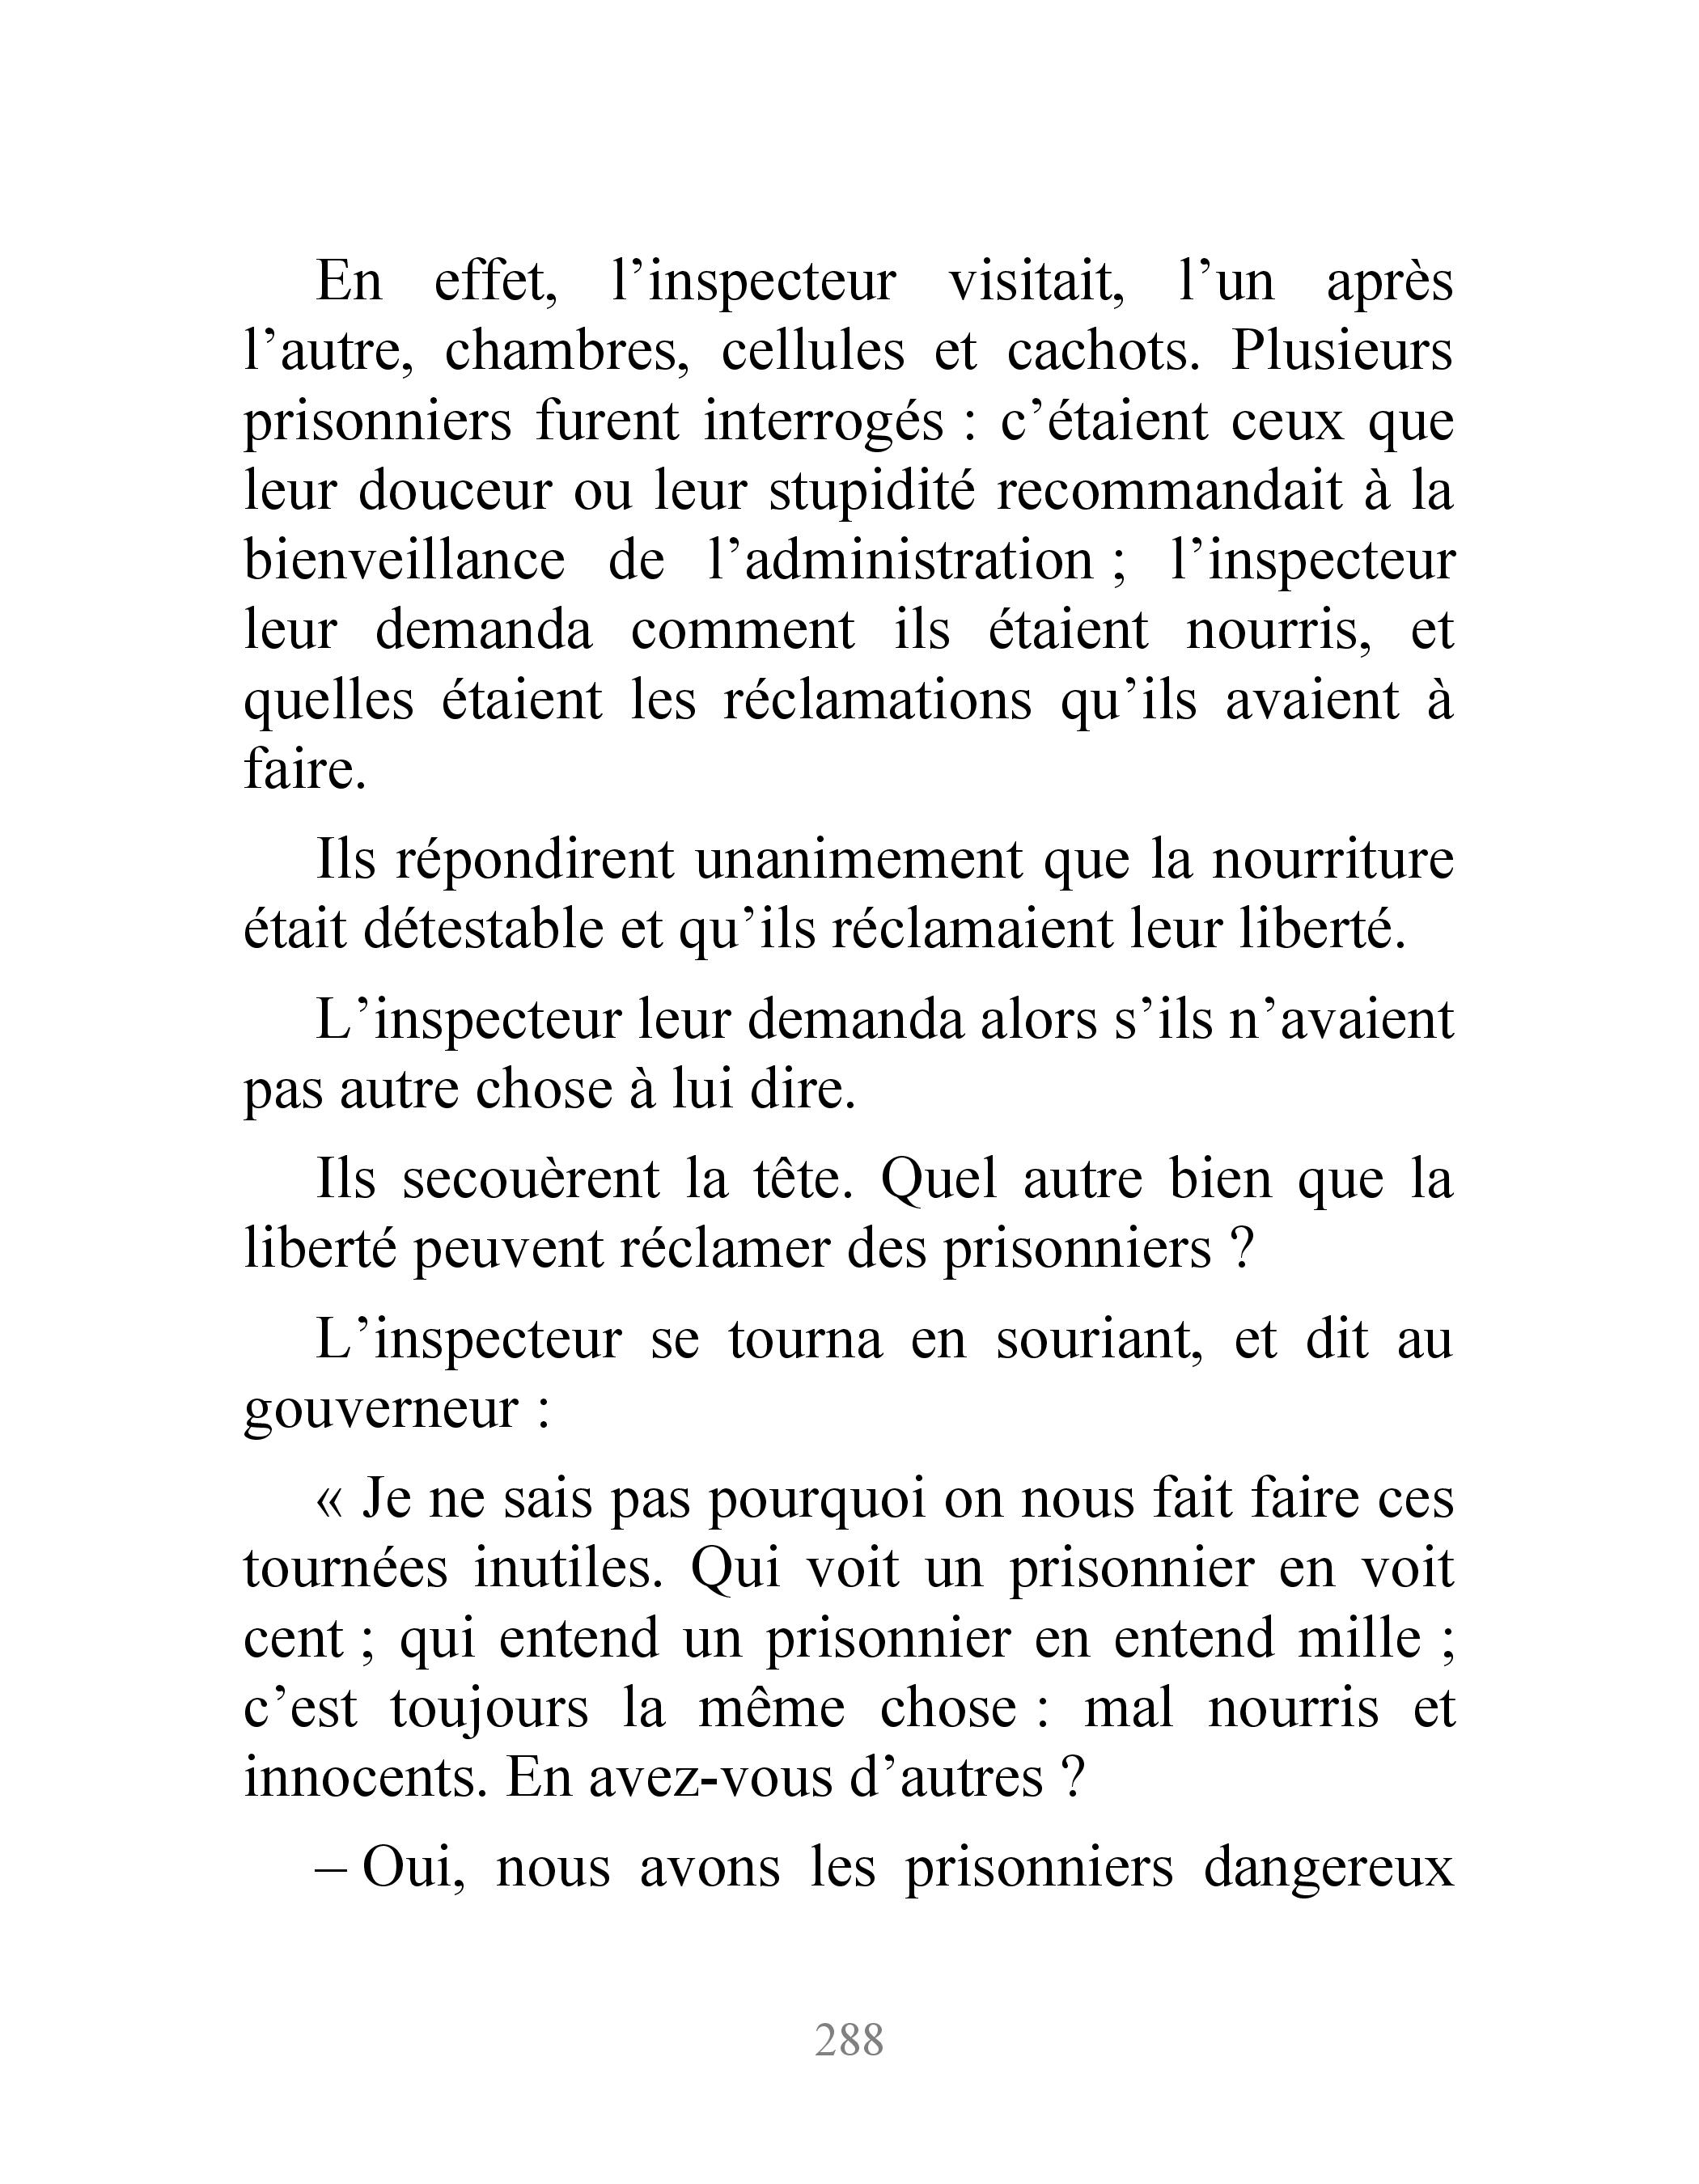 En effet, l’inspecteur visitait, l’un après
l’autre, chambres, cellules et cachots. Plusieurs
prisonniers furent interrogés : c’étaient ceux que
leur douceur ou leur stupidité recommandait à la
bienveillance de l’administration ; l’inspecteur
leur demanda comment ils étaient nourris, et
quelles étaient les réclamations qu’ils avaient à
faire.
Ils répondirent unanimement que la nourriture
était détestable et qu’ils réclamaient leur liberté.
L’inspecteur leur demanda alors s’ils n’avaient
pas autre chose à lui dire.
Ils secouèrent la tête. Quel autre bien que la
liberté peuvent réclamer des prisonniers ?
L’inspecteur se tourna en souriant, et dit au
gouverneur :
« Je ne sais pas pourquoi on nous fait faire ces
tournées inutiles. Qui voit un prisonnier en voit
cent ; qui entend un prisonnier en entend mille ;
c’est toujours la même chose : mal nourris et
innocents. En avez-vous d’autres ?
– Oui, nous avons les prisonniers dangereux
288